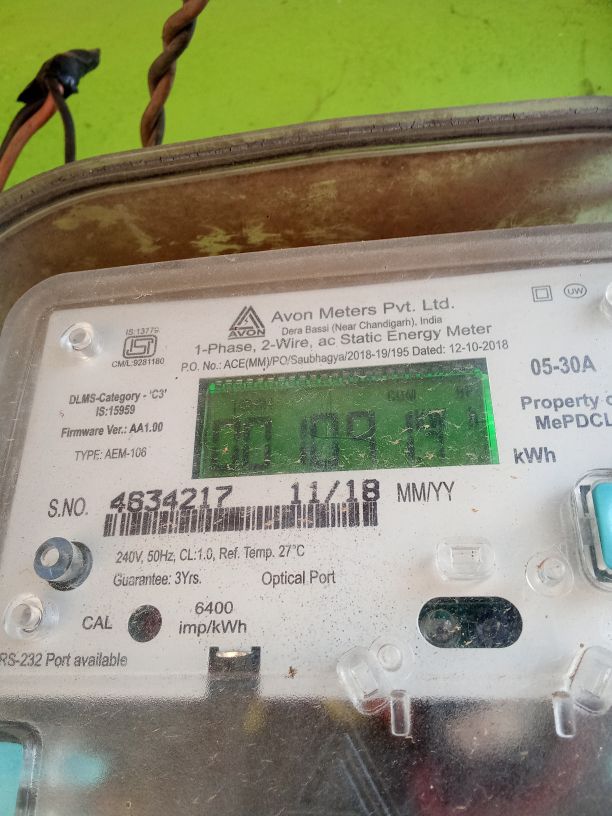 Avon Meters Pvt. Ltd.
Dera Bassi (Near Chandigarh), India
AVON
1-Phase, 2-Wire, ac Static Energy Meter
P.O. No.: ACE(MM)/PO/Saubhagya/2018-19/195 Dated: 12-10-2018
UW
IS:13779
CM/L:9281180
DLMS-Category - 'C3'
IS:15959
Firmware Ver.: AA1.00
TYPE: AEM-106
CUM
kWh
05-30A
Property
MePDCL
S.NO. 4634217 11/18 MM/YY
240V, 50Hz, CL:1.0, Ref. Temp. 27°C
Guarantee: 3Yrs. Optical Port
CAL
6400
imp/kWh
RS-232 Port available